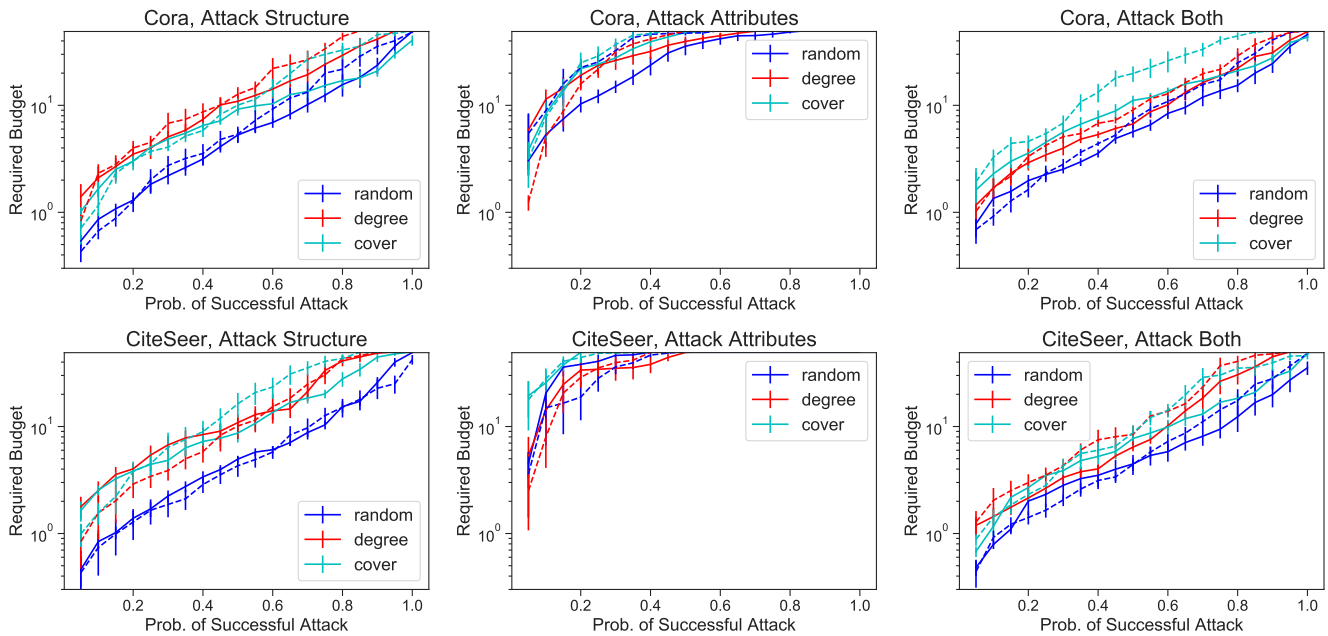 Cora, Attack Structure
Required Budget
10^1
10^0
random
degree
cover
0.2 0.4 0.6 0.8 1.0
Prob. of Successful Attack
Cora, Attack Attributes
Required Budget
10^1
10^0
random
degree
cover
0.2 0.4 0.6 0.8 1.0
Prob. of Successful Attack
Cora, Attack Both
Required Budget
10^1
10^0
random
degree
cover
0.2 0.4 0.6 0.8 1.0
Prob. of Successful Attack
CiteSeer, Attack Structure
Required Budget
10^1
10^0
random
degree
cover
0.2 0.4 0.6 0.8 1.0
Prob. of Successful Attack
CiteSeer, Attack Attributes
Required Budget
10^1
10^0
random
degree
cover
0.2 0.4 0.6 0.8 1.0
Prob. of Successful Attack
CiteSeer, Attack Both
Required Budget
10^1
10^0
random
degree
cover
0.2 0.4 0.6 0.8 1.0
Prob. of Successful Attack